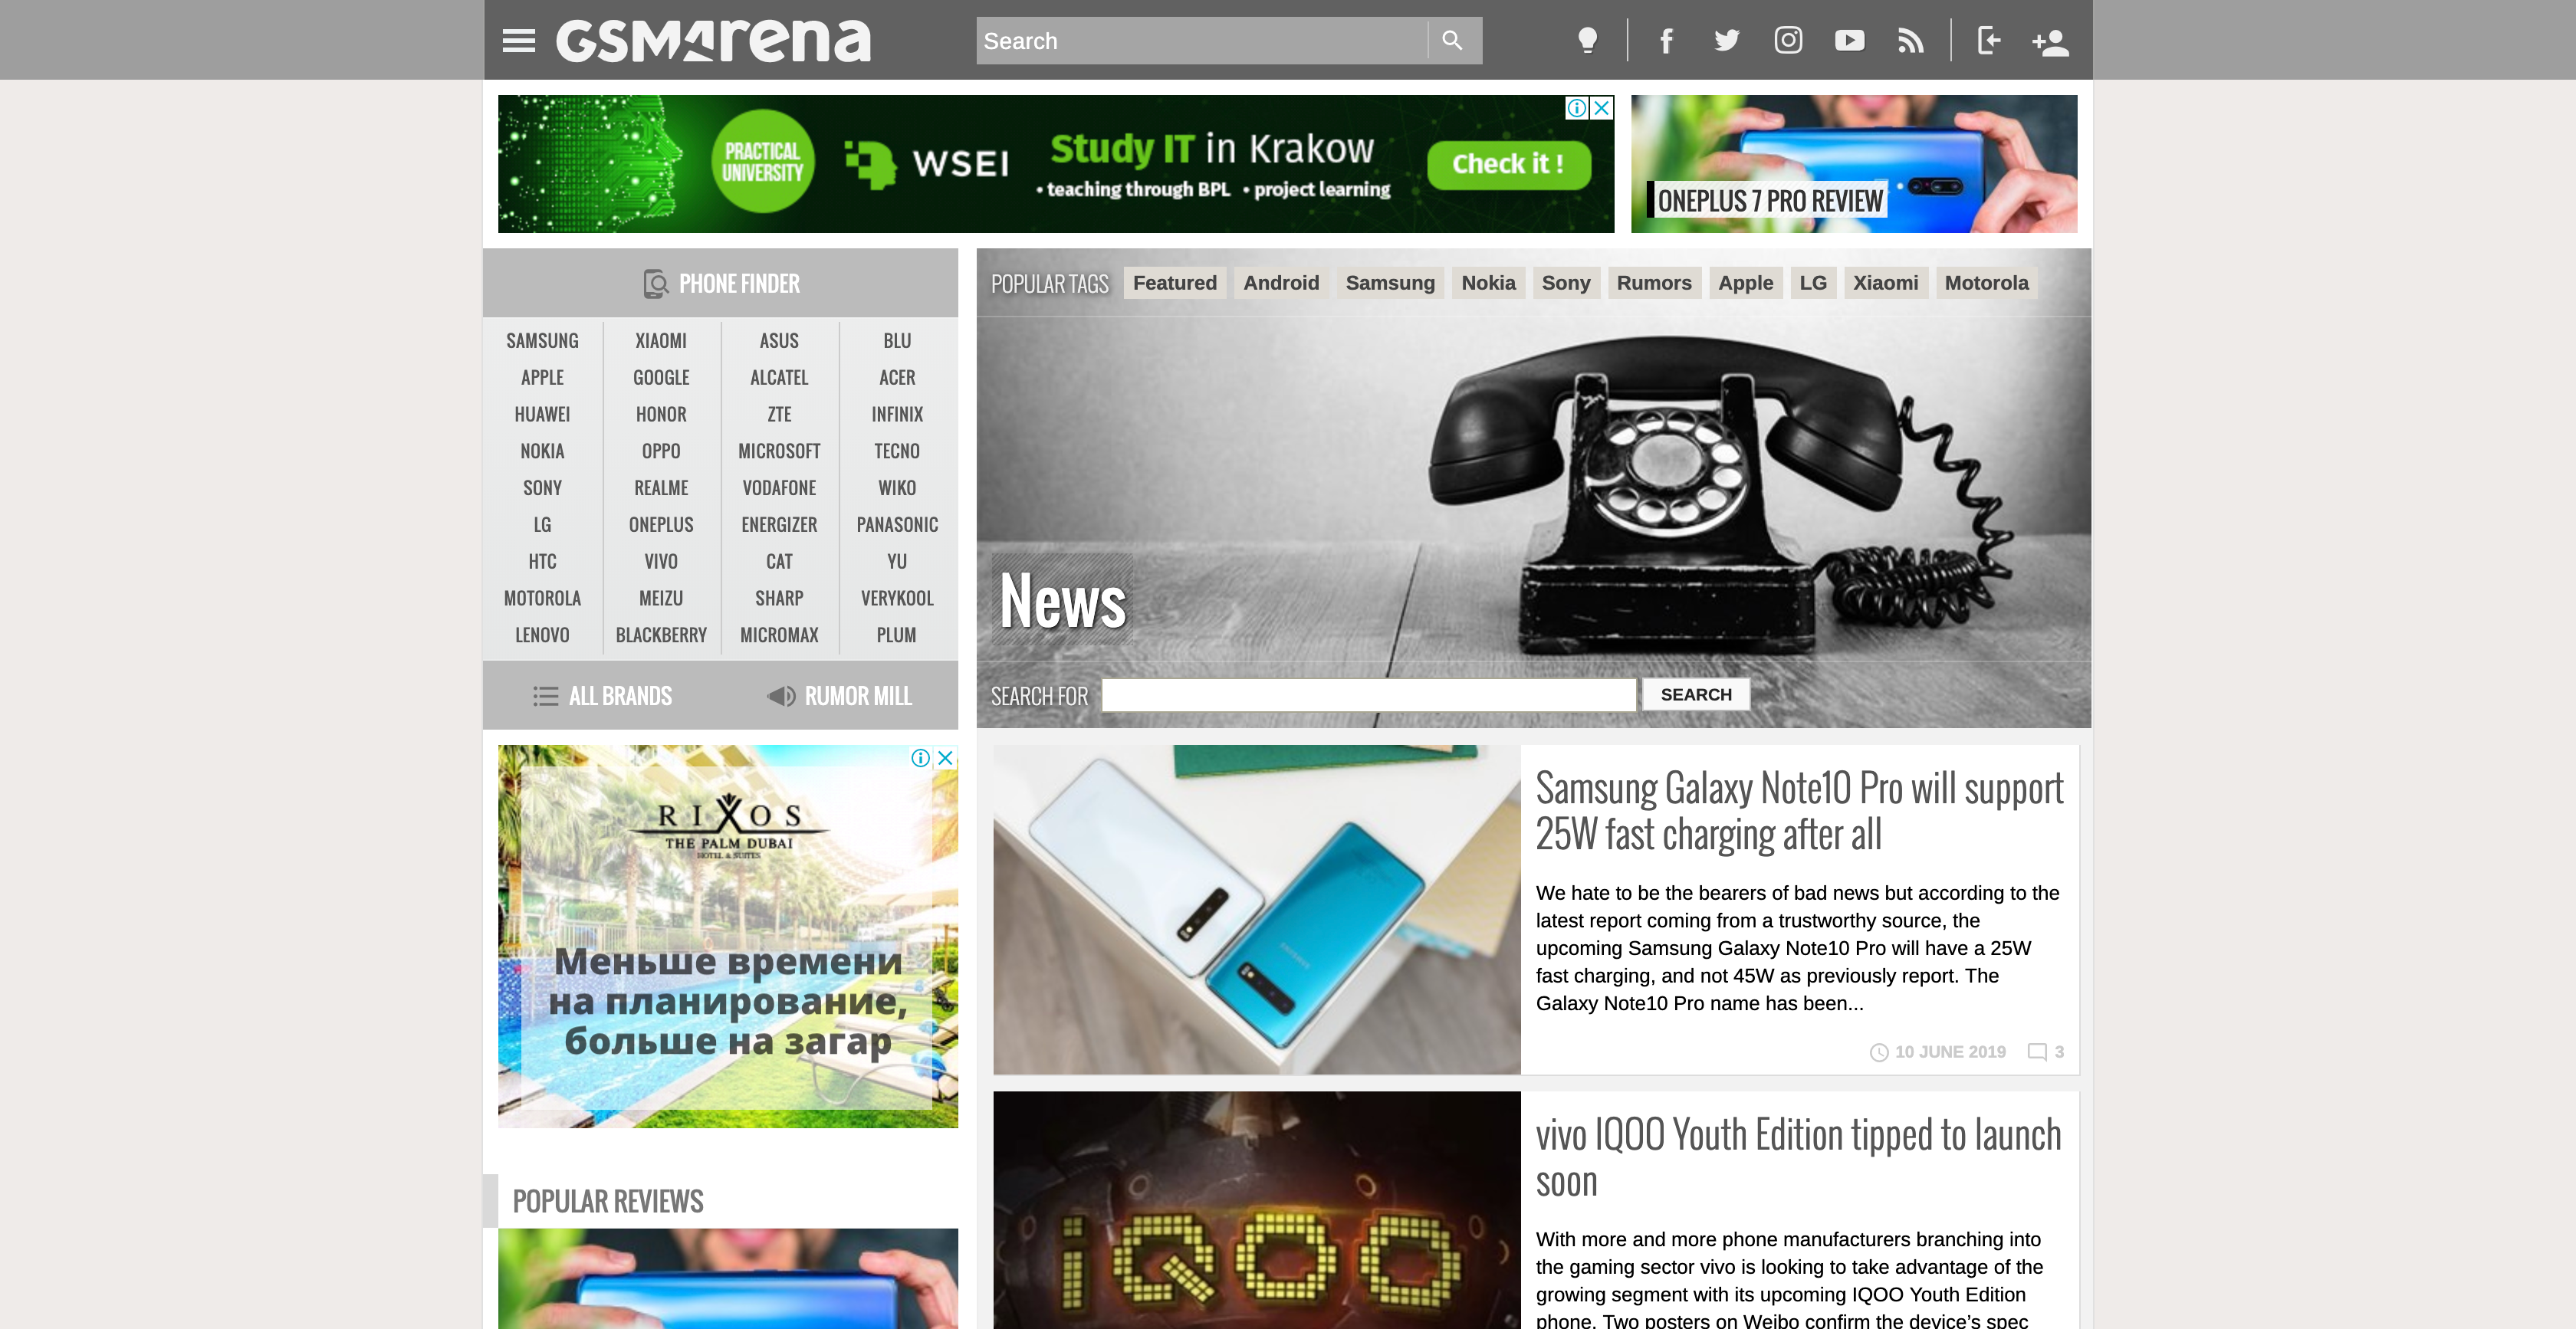 GSMArena
Search
PRACTICAL
UNIVERSITY
WSEI
Study IT in Krakow
• teaching through BPL • project learning
Check it !
ONEPLUS 7 PRO REVIEW
PHONE FINDER
SAMSUNG XIAOMI ASUS BLU
APPLE GOOGLE ALCATEL ACER
HUAWEI HONOR ZTE INFINIX
NOKIA OPPO MICROSOFT TECNO
SONY REALME VODAFONE WIKO
LG ONEPLUS ENERGIZER PANASONIC
HTC VIVO CAT YU
MOTOROLA MEIZU SHARP VERYKOOL
LENOVO BLACKBERRY MICROMAX PLUM
ALL BRANDS RUMOR MILL
POPULAR TAGS Featured Android Samsung Nokia Sony Rumors Apple LG Xiaomi Motorola
News
SEARCH FOR SEARCH
RIXOS
THE PALM DUBAI
HOTEL & SUITES
Меньше времени
на планирование,
больше на загар
POPULAR REVIEWS
Samsung Galaxy Note10 Pro will support
25W fast charging after all
We hate to be the bearers of bad news but according to the
latest report coming from a trustworthy source, the
upcoming Samsung Galaxy Note10 Pro will have a 25W
fast charging, and not 45W as previously report. The
Galaxy Note10 Pro name has been...
10 JUNE 2019 3
SAMSUNG
iQOO
vivo IQOO Youth Edition tipped to launch
soon
With more and more phone manufacturers branching into
the gaming sector vivo is looking to take advantage of the
growing segment with its upcoming IQOO Youth Edition
phone. Two posters on Weibo confirm the device's spec